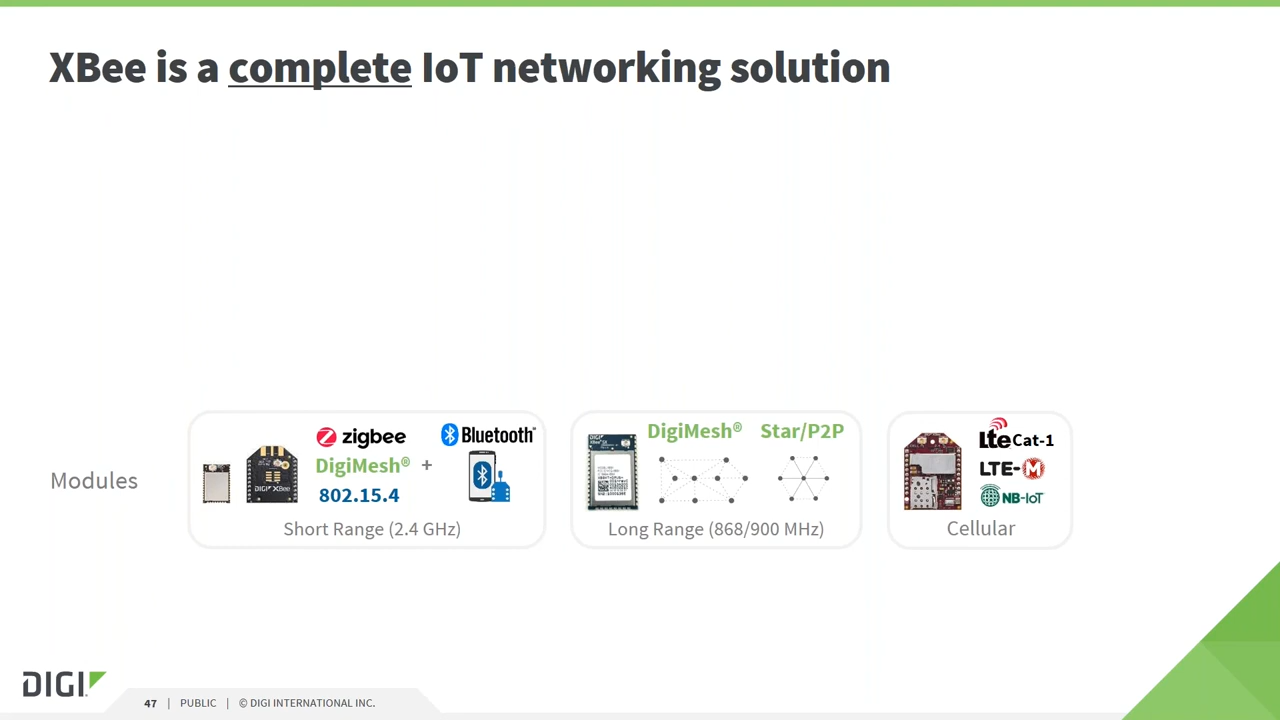 XBee is a complete IoT networking solution
Modules
zigbee
DigiMesh®
802.15.4
+
Bluetooth
Short Range (2.4 GHz)
DigiMesh®
Star/P2P
Long Range (868/900 MHz)
Lte Cat-1
LTE-M
NB-IoT
Cellular
DIGI
47 | PUBLIC | © DIGI INTERNATIONAL INC.